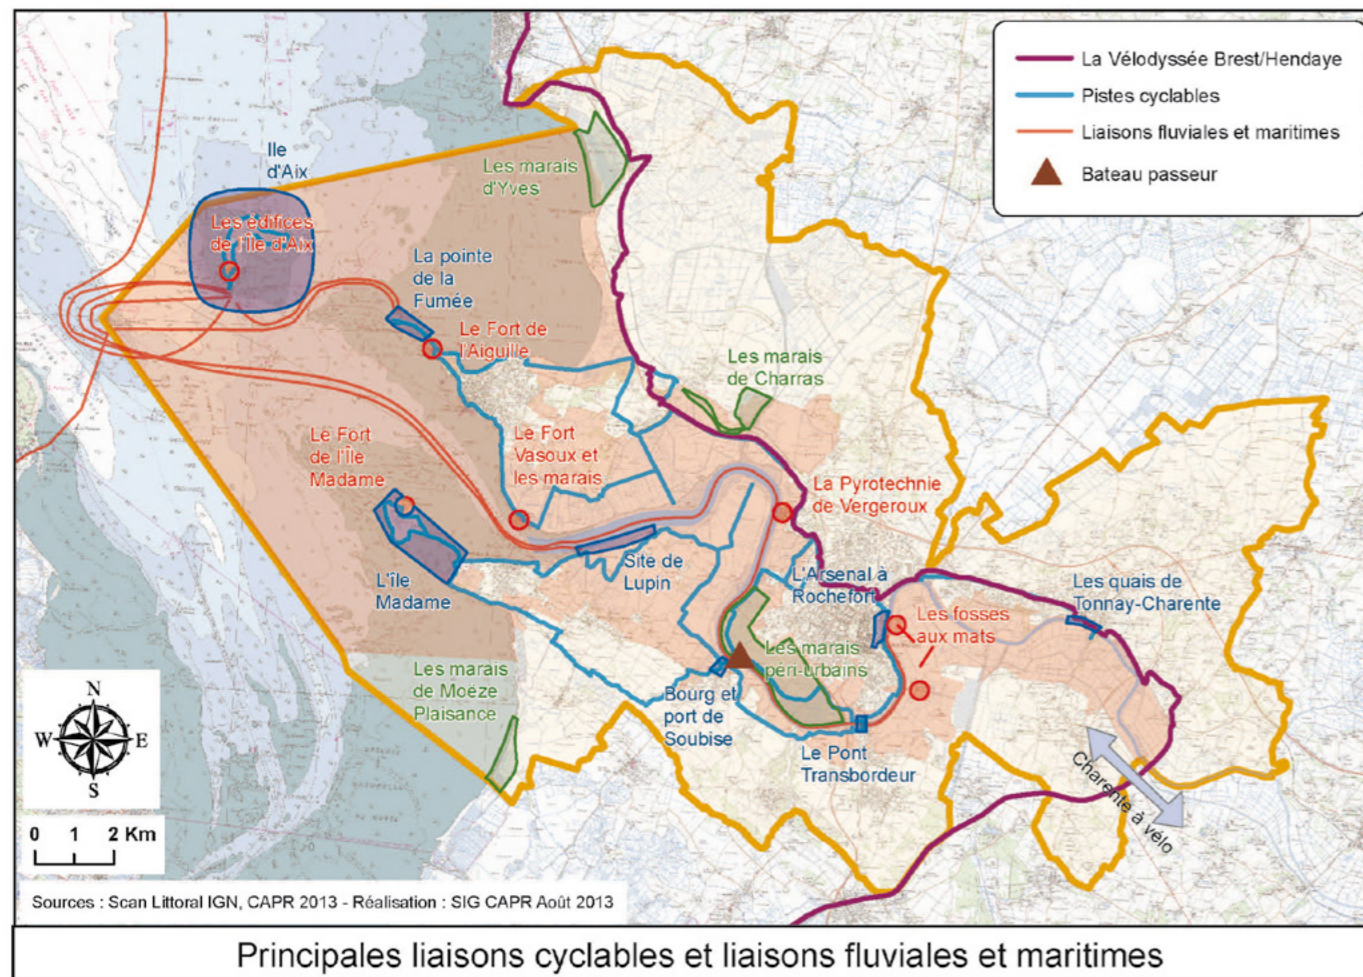 La Vélodyssée Brest/Hendaye
Pistes cyclables
Liaisons fluviales et maritimes
Bateau passeur
Ile
d'Aix
Les édifices
de l'Île d'Aix
Les marais
d'Yves
La pointe
de la
Fumée
Le Fort de
l'Aiguille
Les marais
de Charras
Le Fort
de l'Île
Madame
Le Fort
Vasoux et
les marais
La Pyrotechnie
de Vergeroux
L'île
Madame
Site de
Lupin
L'Arsenal à
Rochefort
Les quais de
Tonnay-Charente
Les fosses
aux mats
Les marais
péri-urbains
Les marais
de Moëze
Plaisance
Bourg et
port de
Soubise
Le Pont
Transbordeur
Charente à vélo
N
W E
S
0 1 2 Km
Sources : Scan Littoral IGN, CAPR 2013 - Réalisation : SIG CAPR Août 2013
Principales liaisons cyclables et liaisons fluviales et maritimes